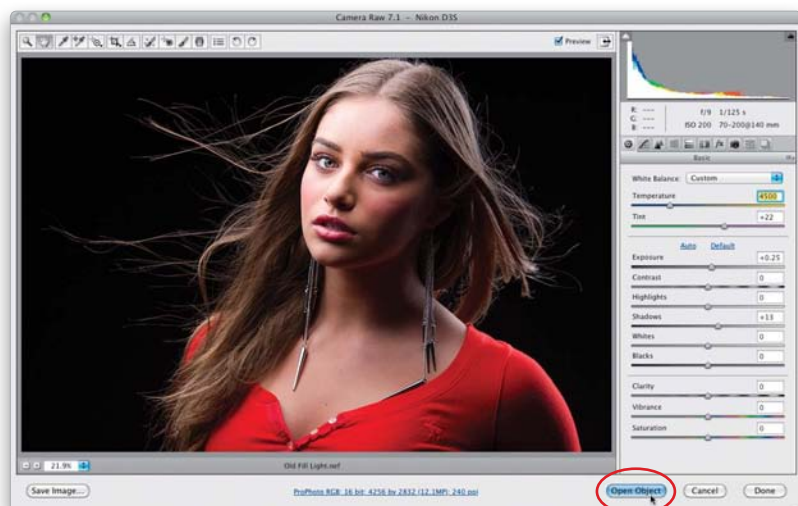 Camera Raw 7.1 – Nikon D3S
Preview
R: ---
G: ---
B: ---
f/9 1/125 s
ISO 200 70-200@140 mm
Basic
White Balance: Custom
Temperature 4500
Tint +22
Auto Default
Exposure +0.25
Contrast 0
Highlights 0
Shadows +13
Whites 0
Blacks 0
Clarity 0
Vibrance 0
Saturation 0
21.9% Old Fill Light.nef
Save Image... ProPhoto RGB; 16 bit; 4256 by 2832 (12.1MP); 240 ppi Open Object Cancel Done